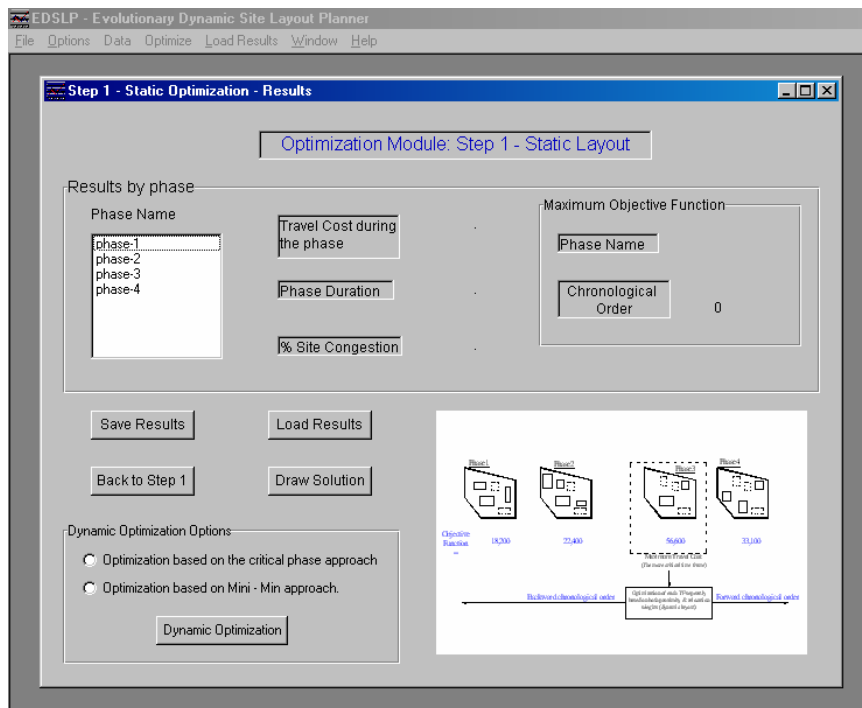 EDSLP - Evolutionary Dynamic Site Layout Planner
File Options Data Optimize Load Results Window Help
Step 1 - Static Optimization - Results
Optimization Module: Step 1 - Static Layout
Results by phase
Phase Name
phase-1
phase-2
phase-3
phase-4
Travel Cost during
the phase
Phase Duration
% Site Congestion
Maximum Objective Function
Phase Name
Chronological
Order
0
Save Results
Load Results
Back to Step 1
Draw Solution
Dynamic Optimization Options
Optimization based on the critical phase approach
Optimization based on Mini - Min approach.
Dynamic Optimization
Phase1
Phase2
Phase3
Phase4
Objective
Function
=
18,200
22,400
56,600
33,100
Maximum Travel Cost
Backward chronological order
Forward chronological order